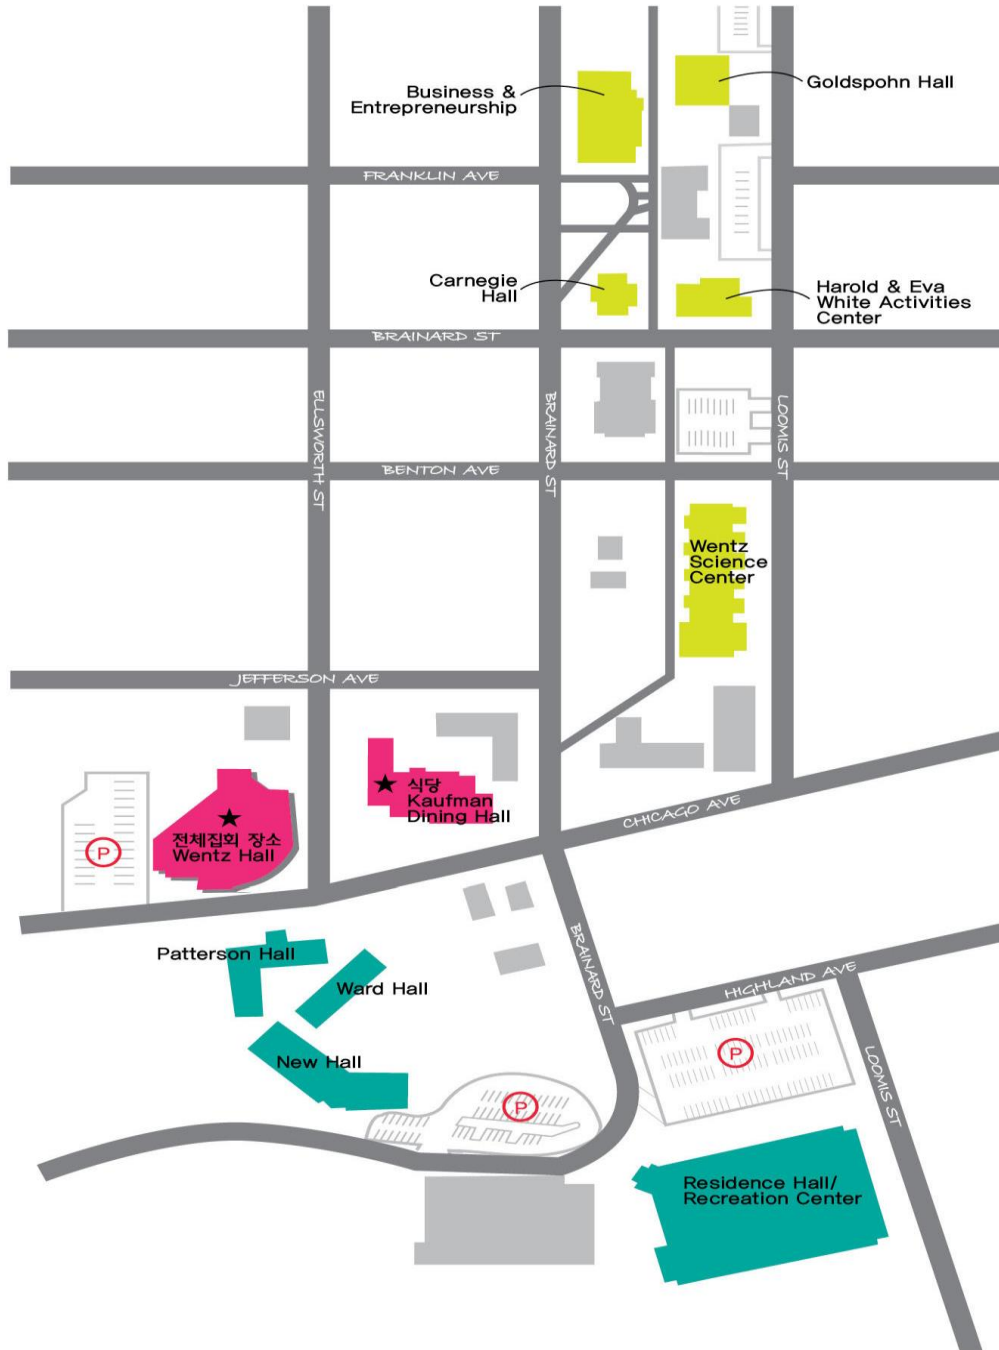 Business &
Entrepreneurship
Goldspohn Hall
FRANKLIN AVE
Carnegie
Hall
Harold & Eva
White Activities
Center
BRAINARD ST
ELLSWORTH ST
BRAINARD ST
LOOMIS ST
BENTON AVE
Wentz
Science
Center
JEFFERSON AVE
★ 식당
Kaufman
Dining Hall
CHICAGO AVE
★
전체집회 장소
Wentz Hall
P
Patterson Hall
Ward Hall
BRAINARD ST
HIGHLAND AVE
New Hall
P
P
LOOMIS ST
Residence Hall/
Recreation Center